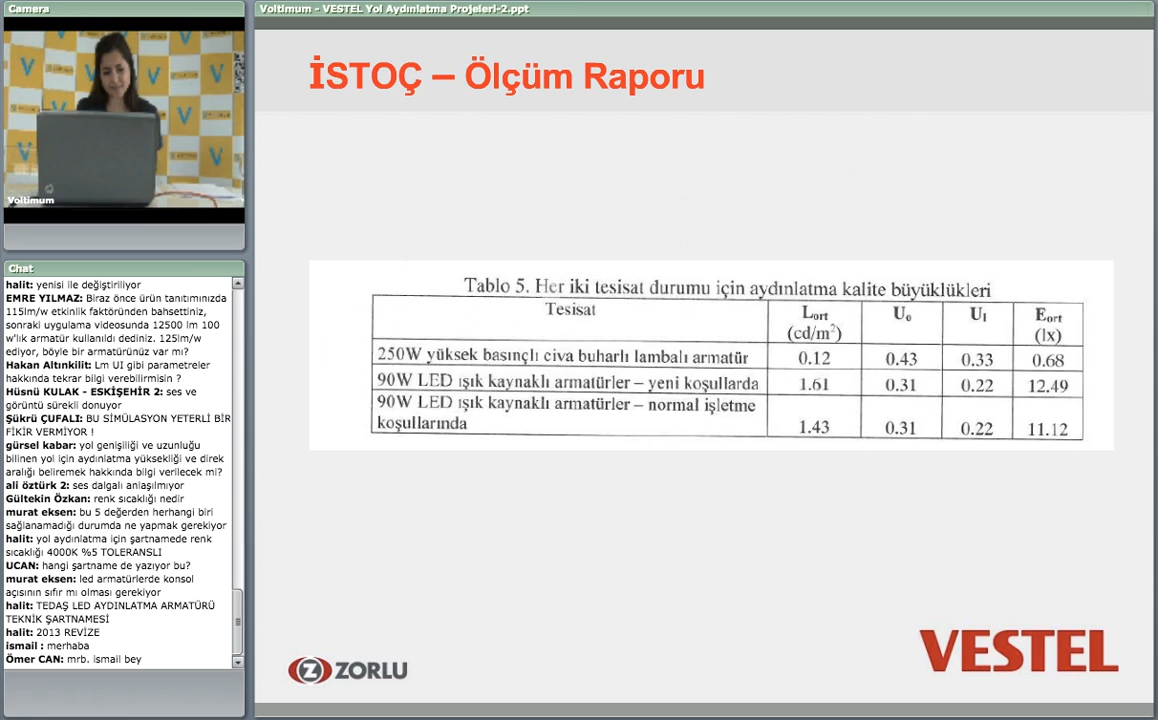 Camera
Voltimum
Chat
halit: yenisi ile değiştiriliyor
EMRE YILMAZ: Biraz önce ürün tanıtımınızda
115lm/w etkinlik faktöründen bahsettiniz,
sonraki uygulama videosunda 12500 lm 100
w'lık armatür kullanıldı dediniz. 125lm/w
ediyor, böyle bir armatürünüz var mı?
Hakan Altınkilit: Lm UI gibi parametreler
hakkında tekrar bilgi verebilirmisin ?
Hüsnü KULAK - ESKİŞEHİR 2: ses ve
görüntü sürekli donuyor
Şükrü ÇUFALI: BU SİMÜLASYON YETERLİ BİR
FİKİR VERMİYOR !
gürsel kabar: yol genişiliği ve uzunluğu
bilinen yol için aydınlatma yüksekliği ve direk
aralığı beliremek hakkında bilgi verilecek mi?
ali öztürk 2: ses dalgalı anlaşılmıyor
Gültekin Özkan: renk sıcaklığı nedir
murat eksen: bu 5 değerden herhangi biri
sağlanamadığı durumda ne yapmak gerekiyor
halit: yol aydınlatma için şartnamede renk
sıcaklığı 4000K %5 TOLERANSLI
UCAN: hangi şartname de yazıyor bu?
murat eksen: led armatürlerde konsol
açısının sıfır mı olması gerekiyor
halit: TEDAŞ LED AYDINLATMA ARMATÜRÜ
TEKNİK ŞARTNAMESİ
halit: 2013 REVİZE
ismail : merhaba
Ömer CAN: mrb. ismail bey
Voltimum - VESTEL Yol Aydınlatma Projeleri-2.ppt
İSTOÇ – Ölçüm Raporu
Tablo 5. Her iki tesisat durumu için aydınlatma kalite büyüklükleri
Tesisat Lort (cd/m²) Uo Ul Eort (lx)
250W yüksek basınçlı civa buharlı lambalı armatür 0.12 0.43 0.33 0.68
90W LED ışık kaynaklı armatürler – yeni koşullarda 1.61 0.31 0.22 12.49
90W LED ışık kaynaklı armatürler – normal işletme
koşullarında 1.43 0.31 0.22 11.12
Z ZORLU
VESTEL